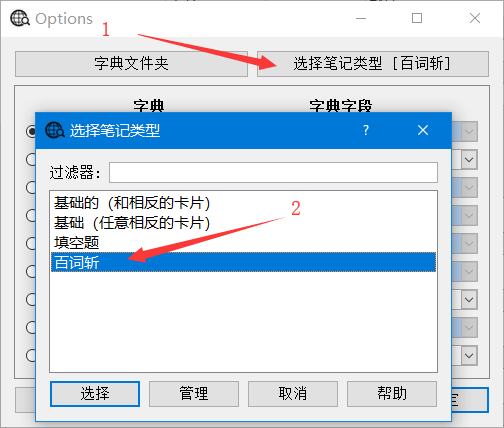 Options
1
字典文件夹
选择笔记类型 [百词斩]
字典
字典字段
选择笔记类型
?
过滤器：
基础的（和相反的卡片）
基础（任意相反的卡片）
2
填空题
百词斩
选择
管理
取消
帮助
定